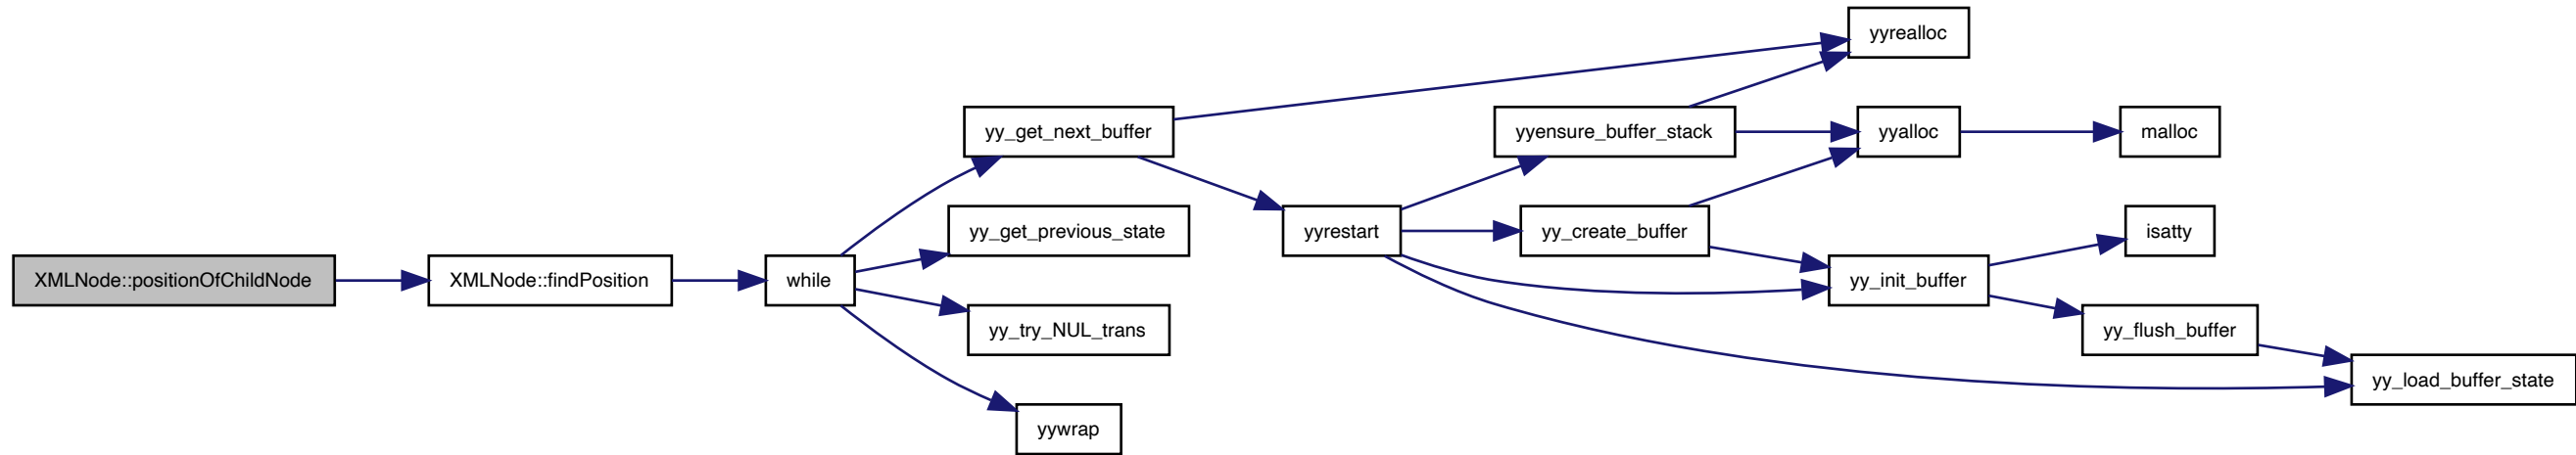 XMLNode::positionOfChildNode
XMLNode::findPosition
while
yy_get_next_buffer
yy_get_previous_state
yy_try_NUL_trans
yywrap
yyrestart
yyrealloc
yyensure_buffer_stack
yy_create_buffer
yyalloc
yy_init_buffer
malloc
isatty
yy_flush_buffer
yy_load_buffer_state